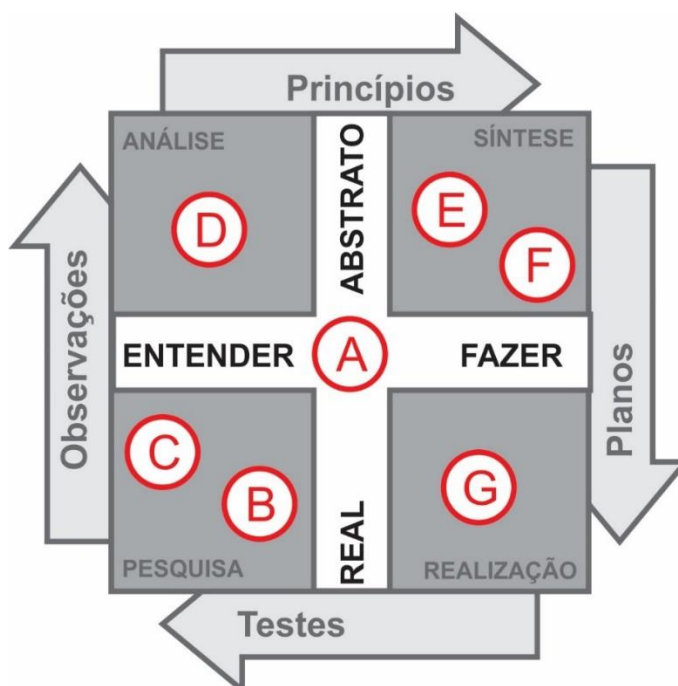 Princípios
ANÁLISE
ABSTRATO
SÍNTESE
D
E
F
Observações
ENTENDER
A
FAZER
Planos
C
B
REAL
G
PESQUISA
REALIZAÇÃO
Testes